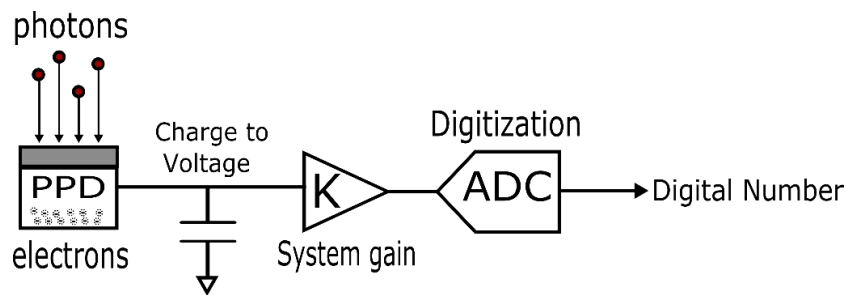 photons
PPD
electrons
Charge to
Voltage
K
System gain
Digitization
ADC
Digital Number